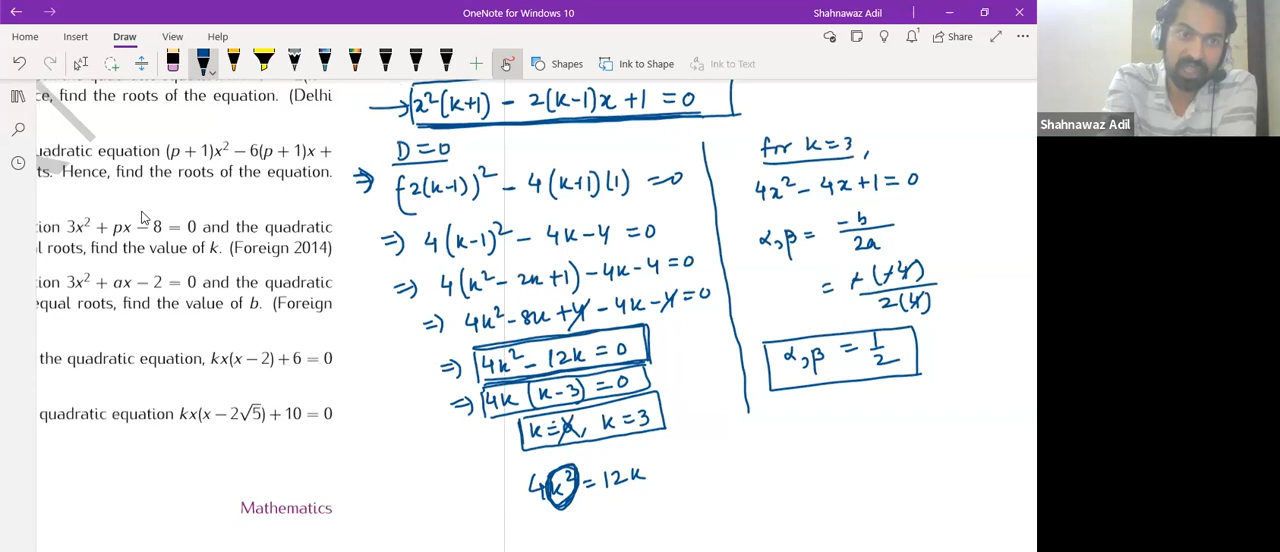 OneNote for Windows 10
Shahnawaz Adil
Home Insert Draw View Help
Share
Shapes
Ink to Shape
Ink to Text
Shahnawaz Adil
ce, find the roots of the equation. (Delhi
uadratic equation (p + 1)x² − 6(p + 1)x +
ts. Hence, find the roots of the equation.
ion 3x² + px − 8 = 0 and the quadratic
l roots, find the value of k. (Foreign 2014)
ion 3x² + ax − 2 = 0 and the quadratic
equal roots, find the value of b. (Foreign
the quadratic equation, kx(x − 2) + 6 = 0
quadratic equation kx(x − 2√5) + 10 = 0
Mathematics
→ x²(k+1) − 2(k−1)x + 1 = 0
D = 0
⇒ {2(k−1))² − 4(k+1)(1) = 0
⇒ 4(k−1)² − 4k − 4 = 0
⇒ 4(k² − 2k + 1) − 4k − 4 = 0
⇒ 4k² − 8k + 4 − 4k − 4 = 0
⇒ 4k² − 12k = 0
⇒ 4k (k−3) = 0
k = 0, k = 3
4k² = 12k
for k = 3,
4x² − 4x + 1 = 0
α, β = −b/2a
= −(−4)/2(4)
α, β = 1/2